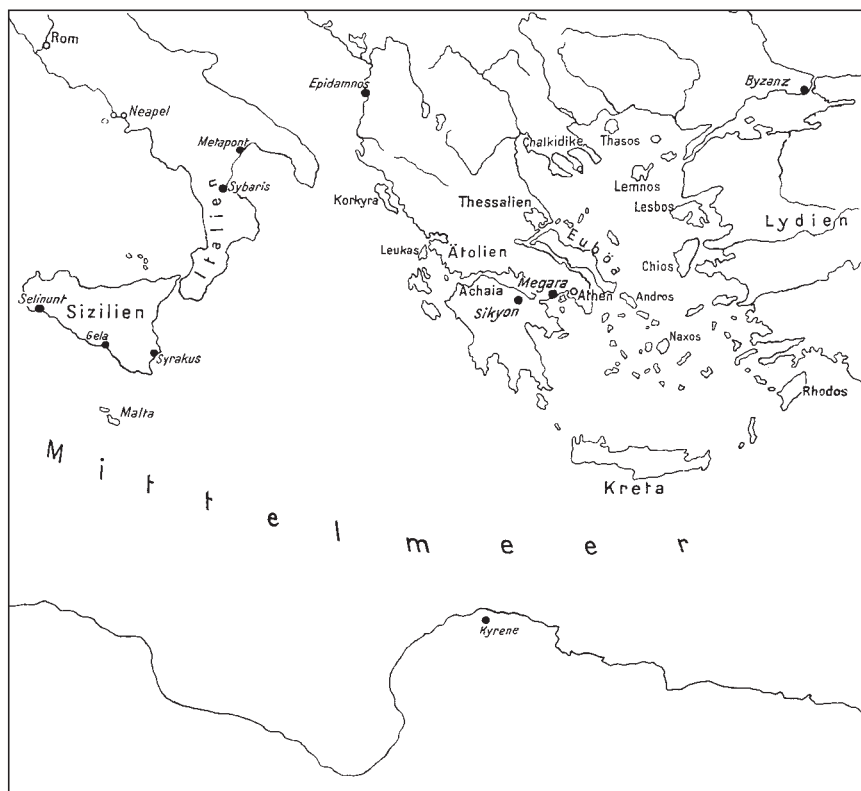 Rom
Epidamnos
Byzanz
Neapel
Metapont
Chalkidike
Thasos
Sybaris
Italien
Lemnos
Korkyra
Thessalien
Lesbos
Lydien
Euböa
Leukas
Ätolien
Chios
Selinunt
Sizilien
Achaia
Megara
Athen
Andros
Sikyon
Gela
Syrakus
Naxos
Rhodos
Malta
Mittelmeer
Kreta
Kyrene